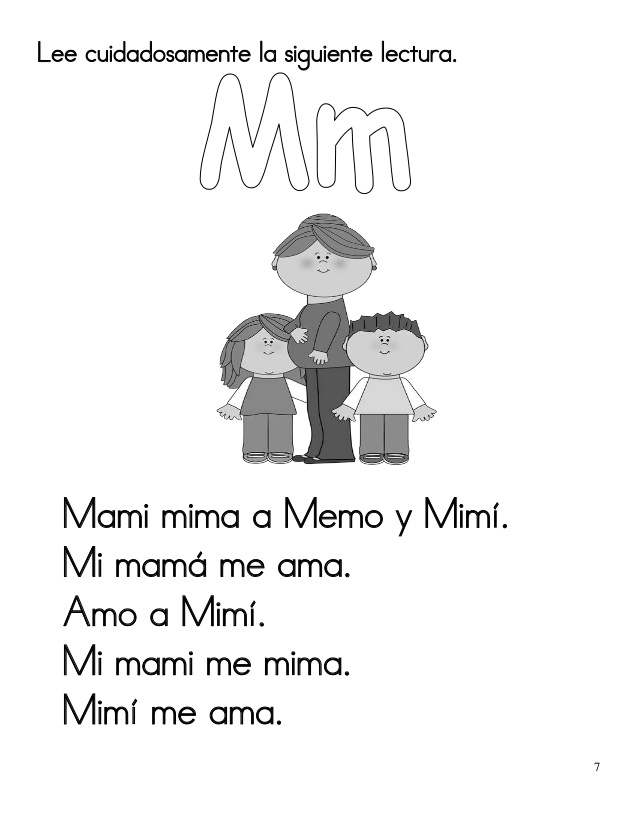 Lee cuidadosamente la siguiente lectura.
Mm
Mami mima a Memo y Mimí.
Mi mamá me ama.
Amo a Mimí.
Mi mami me mima.
Mimí me ama.
7